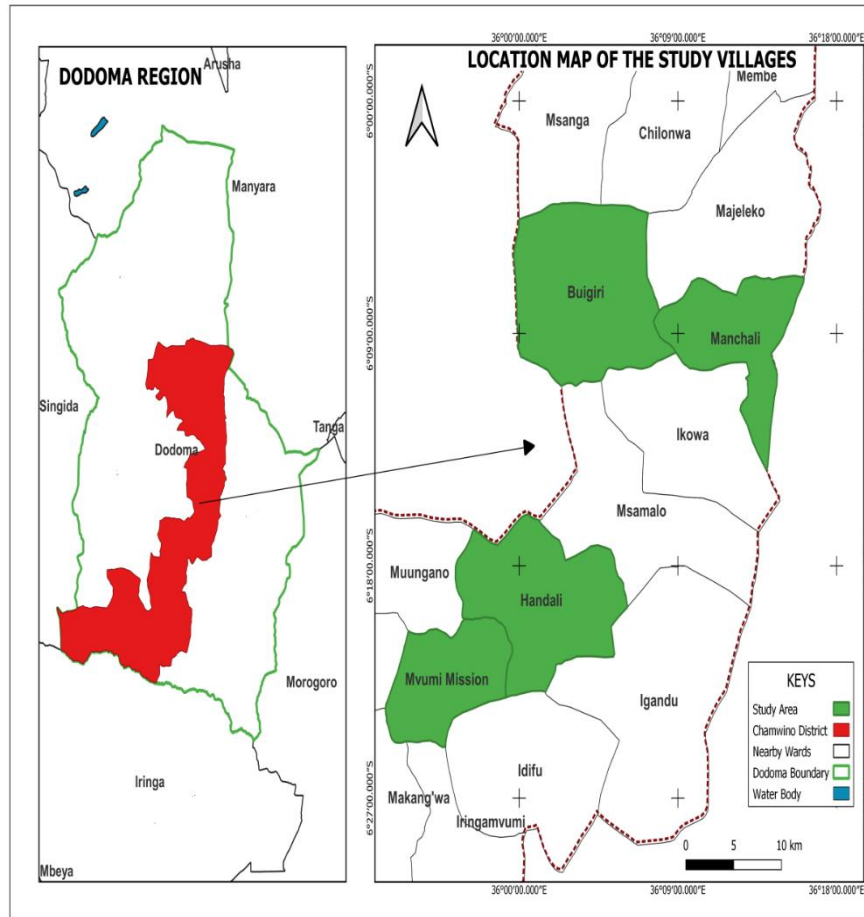 DODOMA REGION
Arusha
Manyara
Singida
Dodoma
Tanga
Morogoro
Iringa
Mbeya
LOCATION MAP OF THE STUDY VILLAGES
36°00'00.000"E
36°09'00.000"E
36°18'00.000"E
6°00'00.000"S
6°09'00.000"S
6°18'00.000"S
6°27'00.000"S
Membe
Msanga
Chilonwa
Majeleko
Buigiri
Manchali
Ikowa
Msamalo
Muungano
Handali
Mvumi Mission
Igandu
Idifu
Makang'wa
Iringamvumi
KEYS
Study Area
Chamwino District
Nearby Wards
Dodoma Boundary
Water Body
0 5 10 km
36°00'00.000"E
36°09'00.000"E
36°18'00.000"E